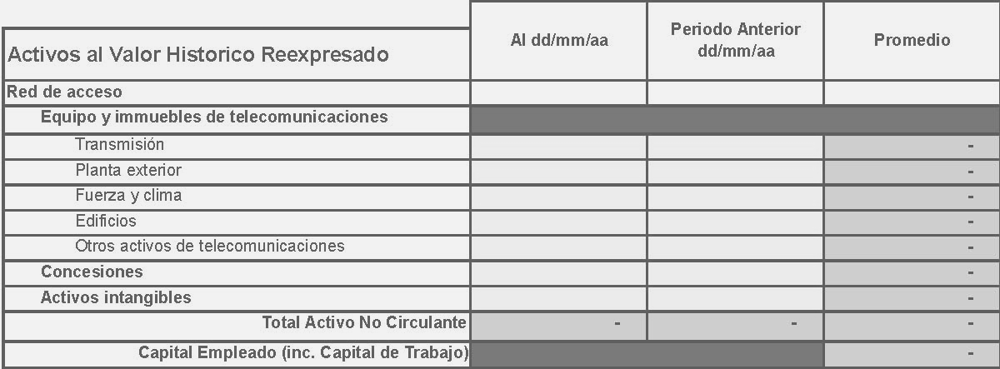 Al dd/mm/aa
Periodo Anterior
dd/mm/aa
Promedio
Activos al Valor Historico Reexpresado
Red de acceso
Equipo y immuebles de telecomunicaciones
Transmisión -
Planta exterior -
Fuerza y clima -
Edificios -
Otros activos de telecomunicaciones -
Concesiones -
Activos intangibles -
Total Activo No Circulante - - -
Capital Empleado (inc. Capital de Trabajo) -